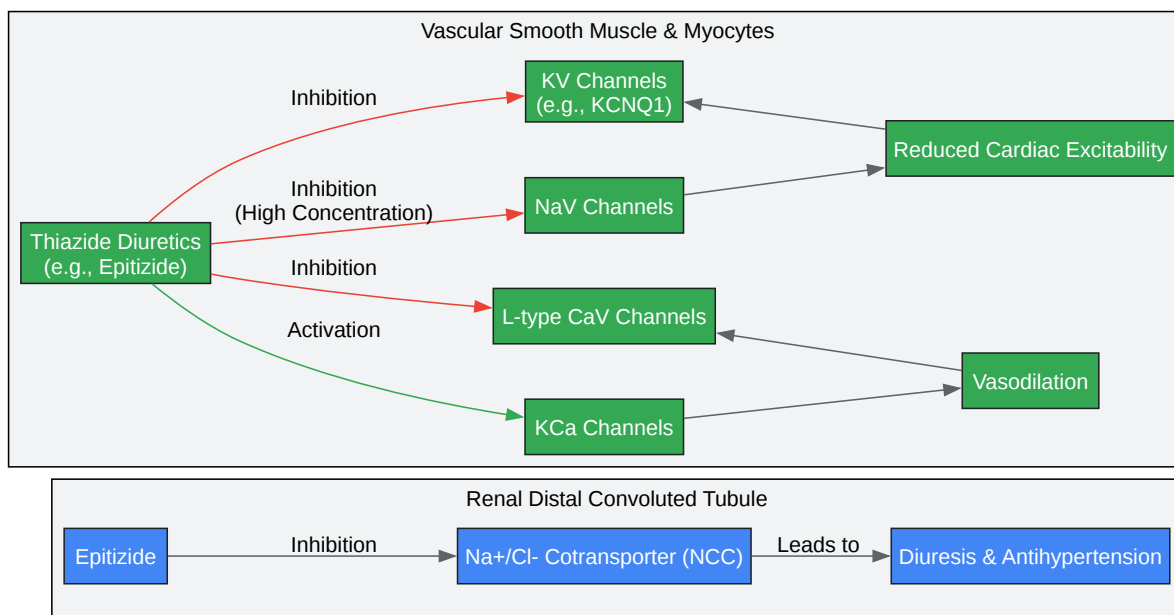 Vascular Smooth Muscle & Myocytes
KV Channels
(e.g., KCNQ1)
Inhibition
Reduced Cardiac Excitability
Inhibition
(High Concentration)
NaV Channels
Thiazide Diuretics
(e.g., Epitizide)
Inhibition
L-type CaV Channels
Activation
Vasodilation
KCa Channels
Renal Distal Convoluted Tubule
Epitizide
Inhibition
Na+/Cl- Cotransporter (NCC)
Leads to
Diuresis & Antihypertension